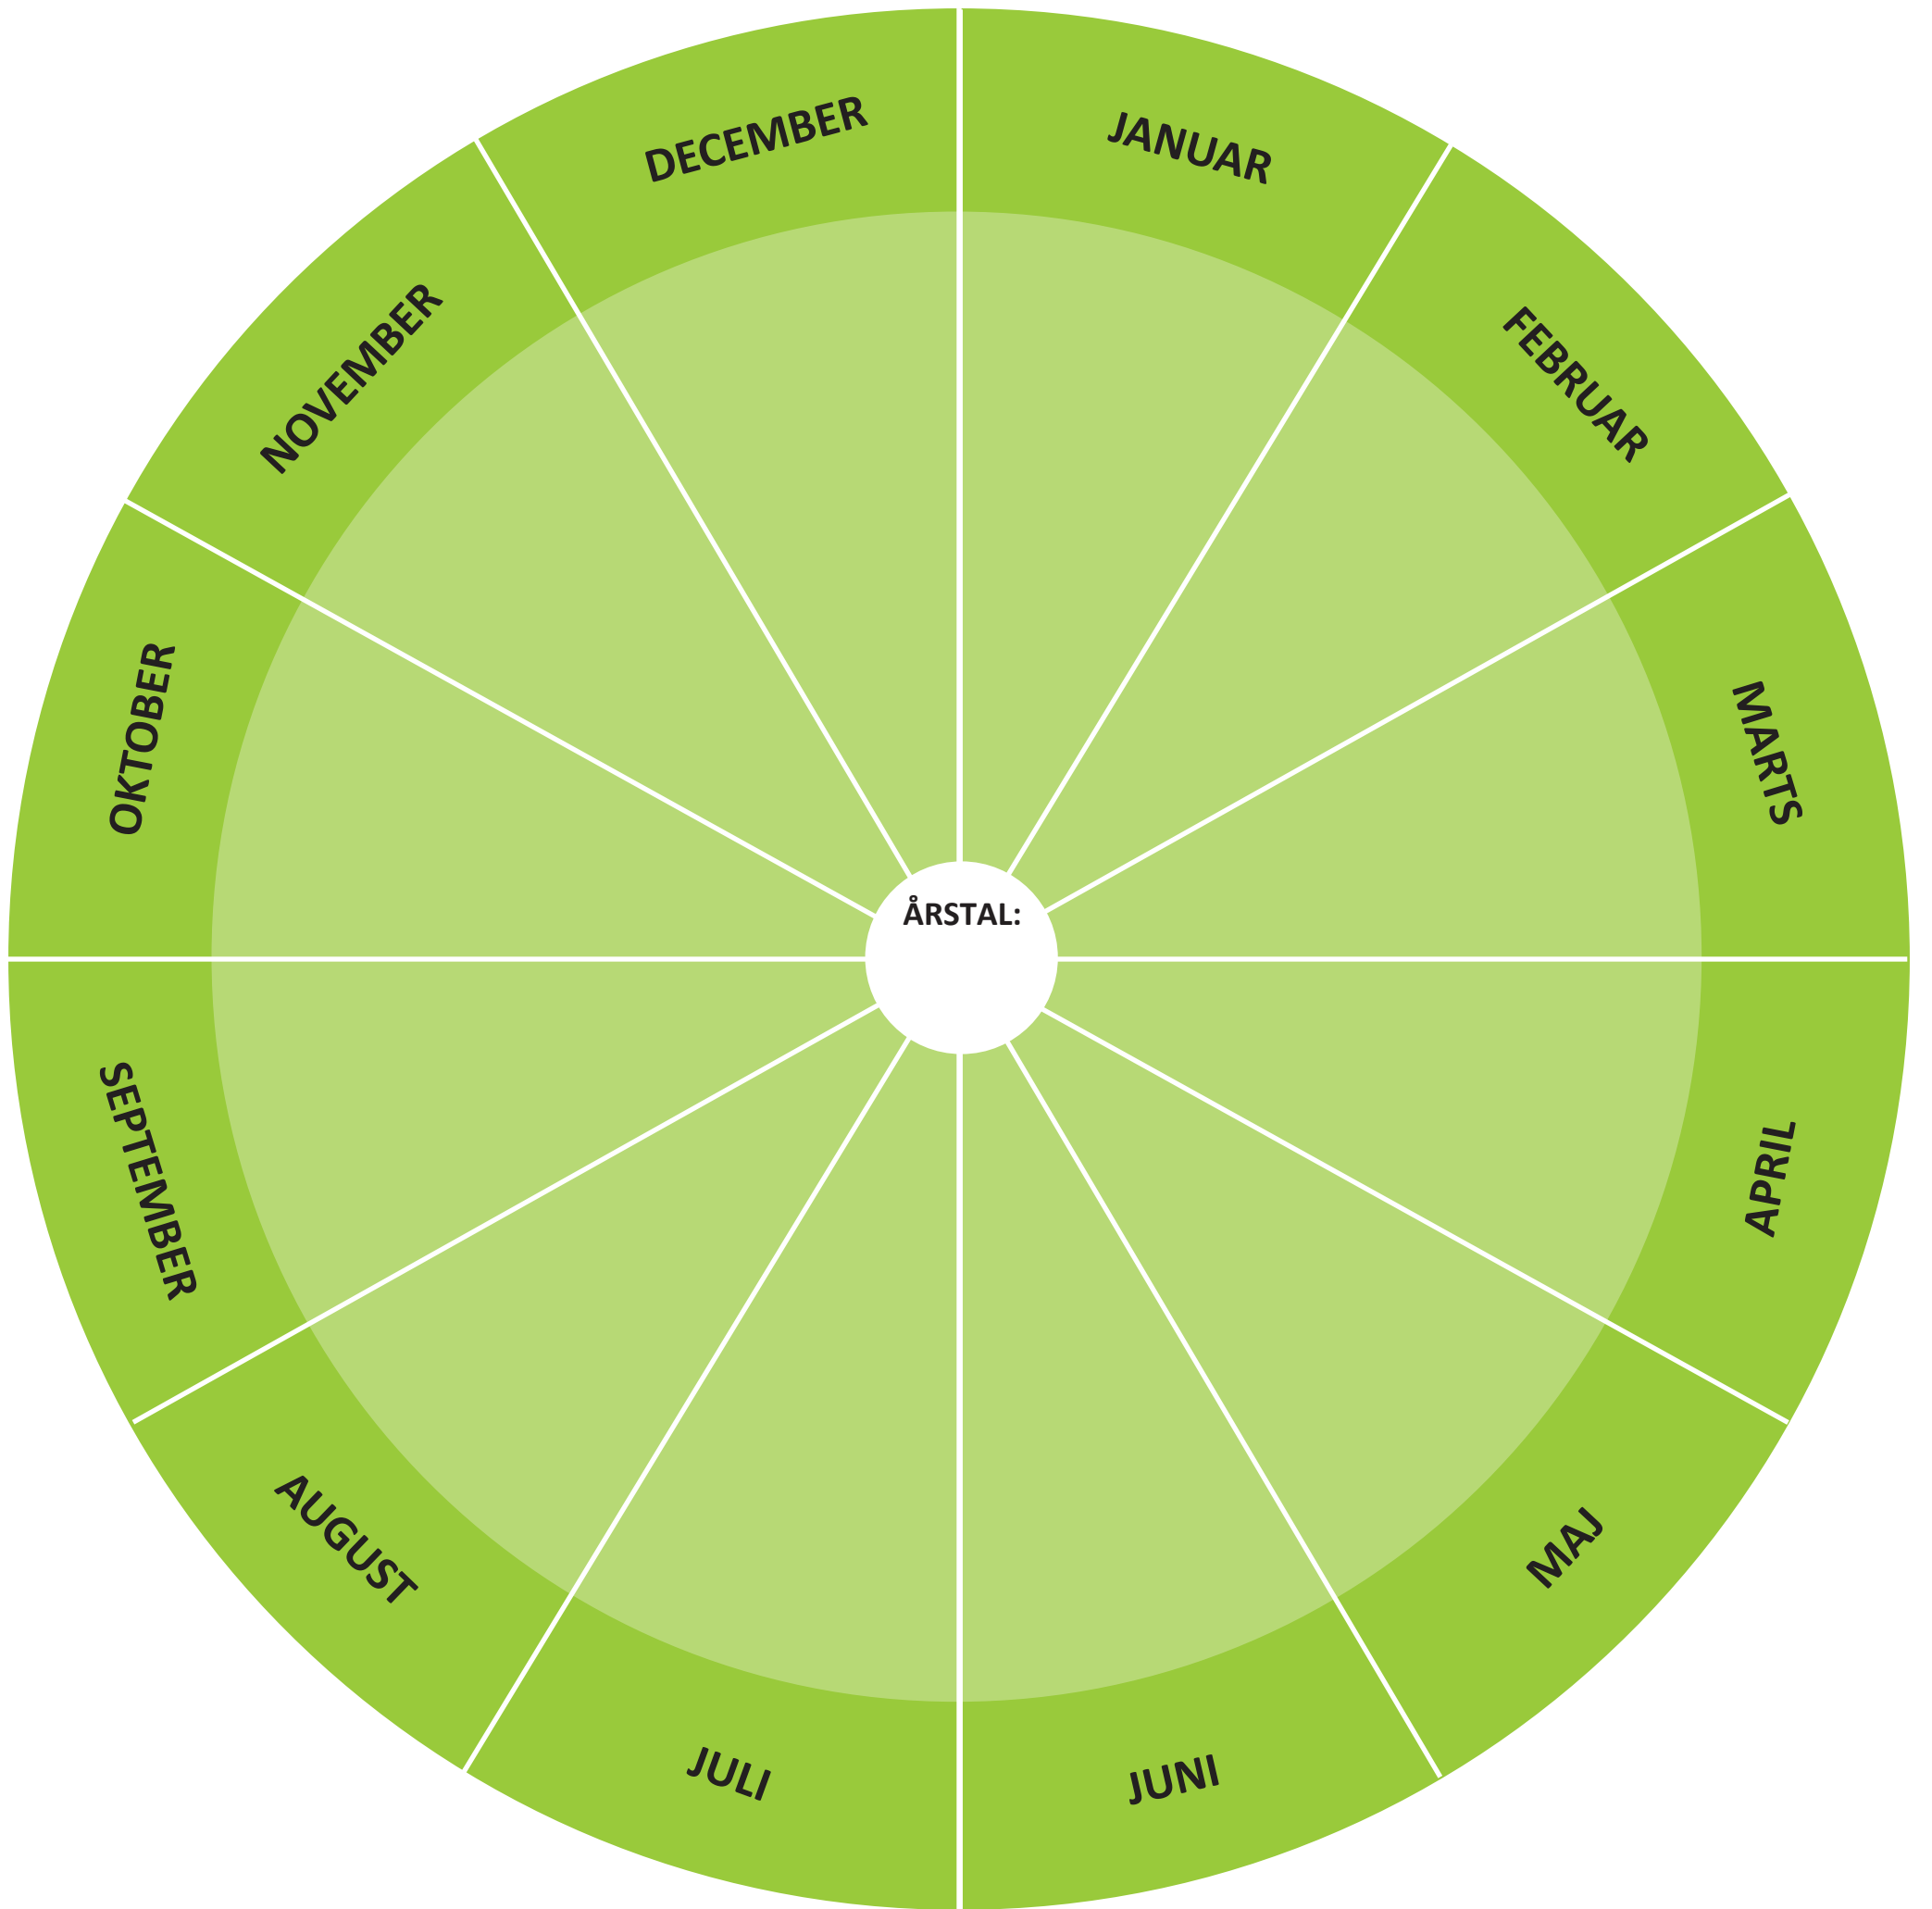 JANUAR
FEBRUAR
MARTS
APRIL
MAJ
JUNI
JULI
AUGUST
SEPTEMBER
OKTOBER
NOVEMBER
DECEMBER
ÅRSTAL: